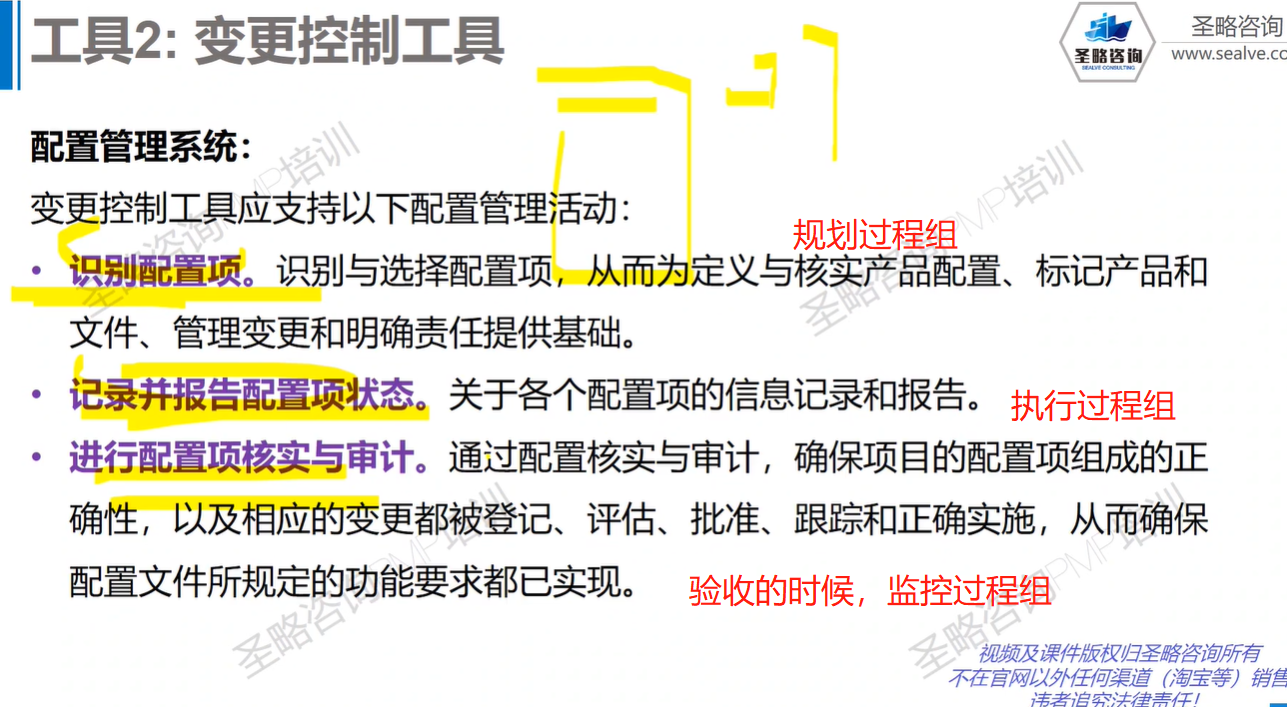 工具2: 变更控制工具
圣略咨询
SEALVE CONSULTING
圣略咨询
www.sealve.co
配置管理系统：
变更控制工具应支持以下配置管理活动：
规划过程组
• 识别配置项。识别与选择配置项，从而为定义与核实产品配置、标记产品和
文件、管理变更和明确责任提供基础。
• 记录并报告配置项状态。关于各个配置项的信息记录和报告。
执行过程组
• 进行配置项核实与审计。通过配置核实与审计，确保项目的配置项组成的正
确性，以及相应的变更都被登记、评估、批准、跟踪和正确实施，从而确保
配置文件所规定的功能要求都已实现。
验收的时候，监控过程组
圣略咨询PMP培训
圣略咨询PMP培训
圣略咨询PMP培训
圣略咨询PMP培训
视频及课件版权归圣略咨询所有
不在官网以外任何渠道（淘宝等）销售
违者追究法律责任！